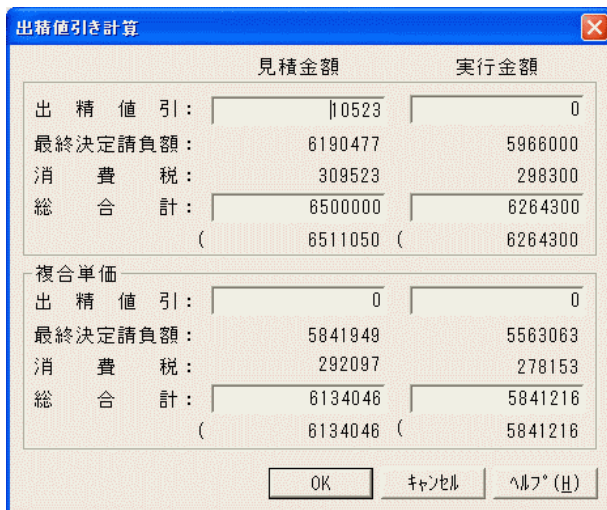 出精値引き計算
見積金額 実行金額
出 精 値 引： 10523 0
最終決定請負額： 6190477 5966000
消 費 税： 309523 298300
総 合 計： 6500000 6264300
( 6511050 ( 6264300
複合単価
出 精 値 引： 0 0
最終決定請負額： 5841949 5563063
消 費 税： 292097 278153
総 合 計： 6134046 5841216
( 6134046 ( 5841216
OK ｷｬﾝｾﾙ ﾍﾙﾌﾟ(H)